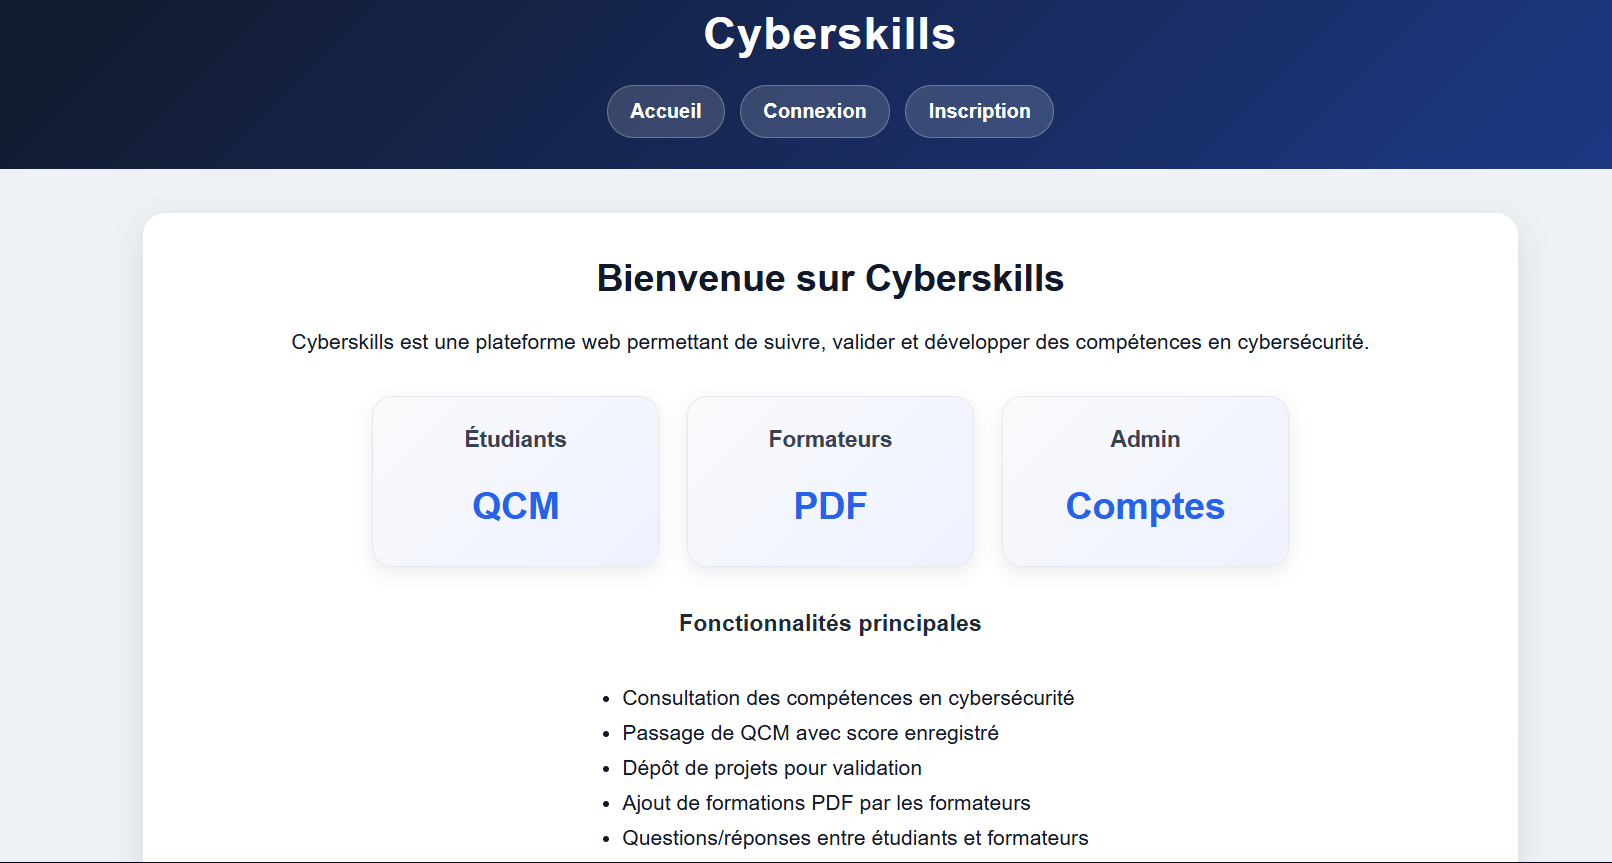 Cyberskills
Accueil Connexion Inscription
Bienvenue sur Cyberskills
Cyberskills est une plateforme web permettant de suivre, valider et développer des compétences en cybersécurité.
Étudiants
QCM
Formateurs
PDF
Admin
Comptes
Fonctionnalités principales
• Consultation des compétences en cybersécurité
• Passage de QCM avec score enregistré
• Dépôt de projets pour validation
• Ajout de formations PDF par les formateurs
• Questions/réponses entre étudiants et formateurs